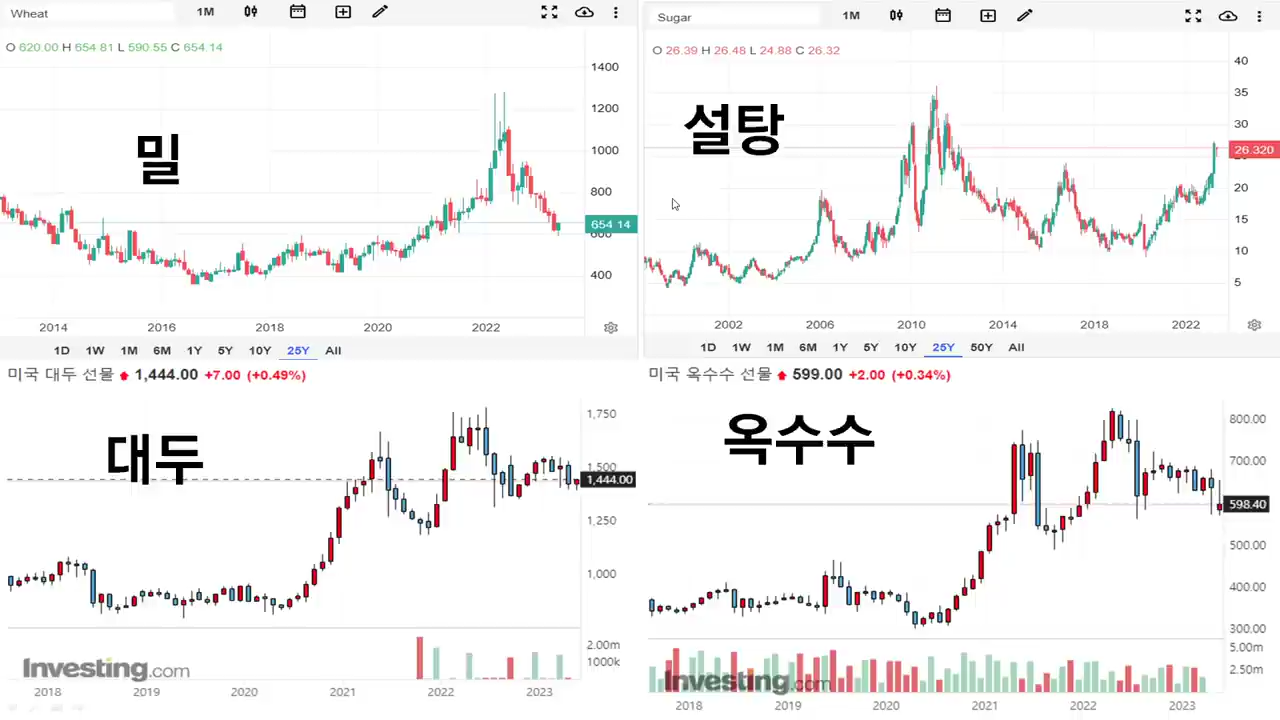 Wheat 1M
O 620.00 H 654.81 L 590.55 C 654.14
밀
1400
1200
1000
800
654.14
600
400
2014 2016 2018 2020 2022
1D 1W 1M 6M 1Y 5Y 10Y 25Y All
Sugar 1M
O 26.39 H 26.48 L 24.88 C 26.32
설탕
40
35
30
26.320
25
20
15
10
5
2002 2006 2010 2014 2018 2022
1D 1W 1M 6M 1Y 5Y 10Y 25Y 50Y All
미국 대두 선물 1,444.00 +7.00 (+0.49%)
대두
1,750
1,500
1,444.00
1,250
1,000
2.00m
1000k
Investing.com
2018 2019 2020 2021 2022 2023
미국 옥수수 선물 599.00 +2.00 (+0.34%)
옥수수
800.00
700.00
598.40
500.00
400.00
300.00
5.00m
2.50m
Investing.com
2018 2019 2020 2021 2022 2023